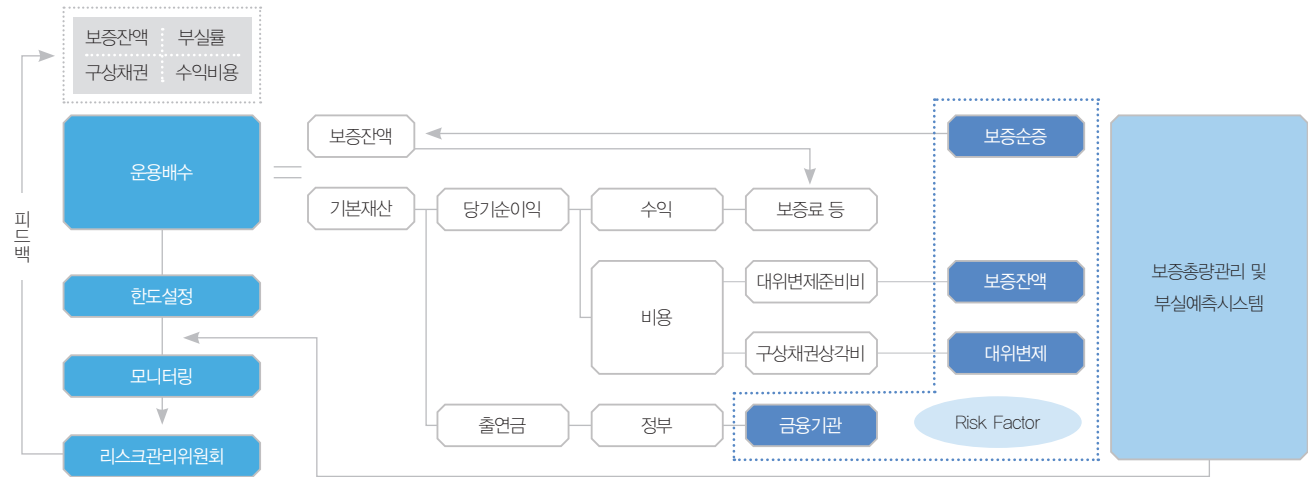 보증잔액 부실률
구상채권 수익비용
피드백
운용배수
한도설정
모니터링
리스크관리위원회
보증잔액
보증순증
기본재산
당기순이익
수익
보증료 등
비용
대위변제준비비
보증잔액
구상채권상각비
대위변제
출연금
정부
금융기관
Risk Factor
보증총량관리 및
부실예측시스템